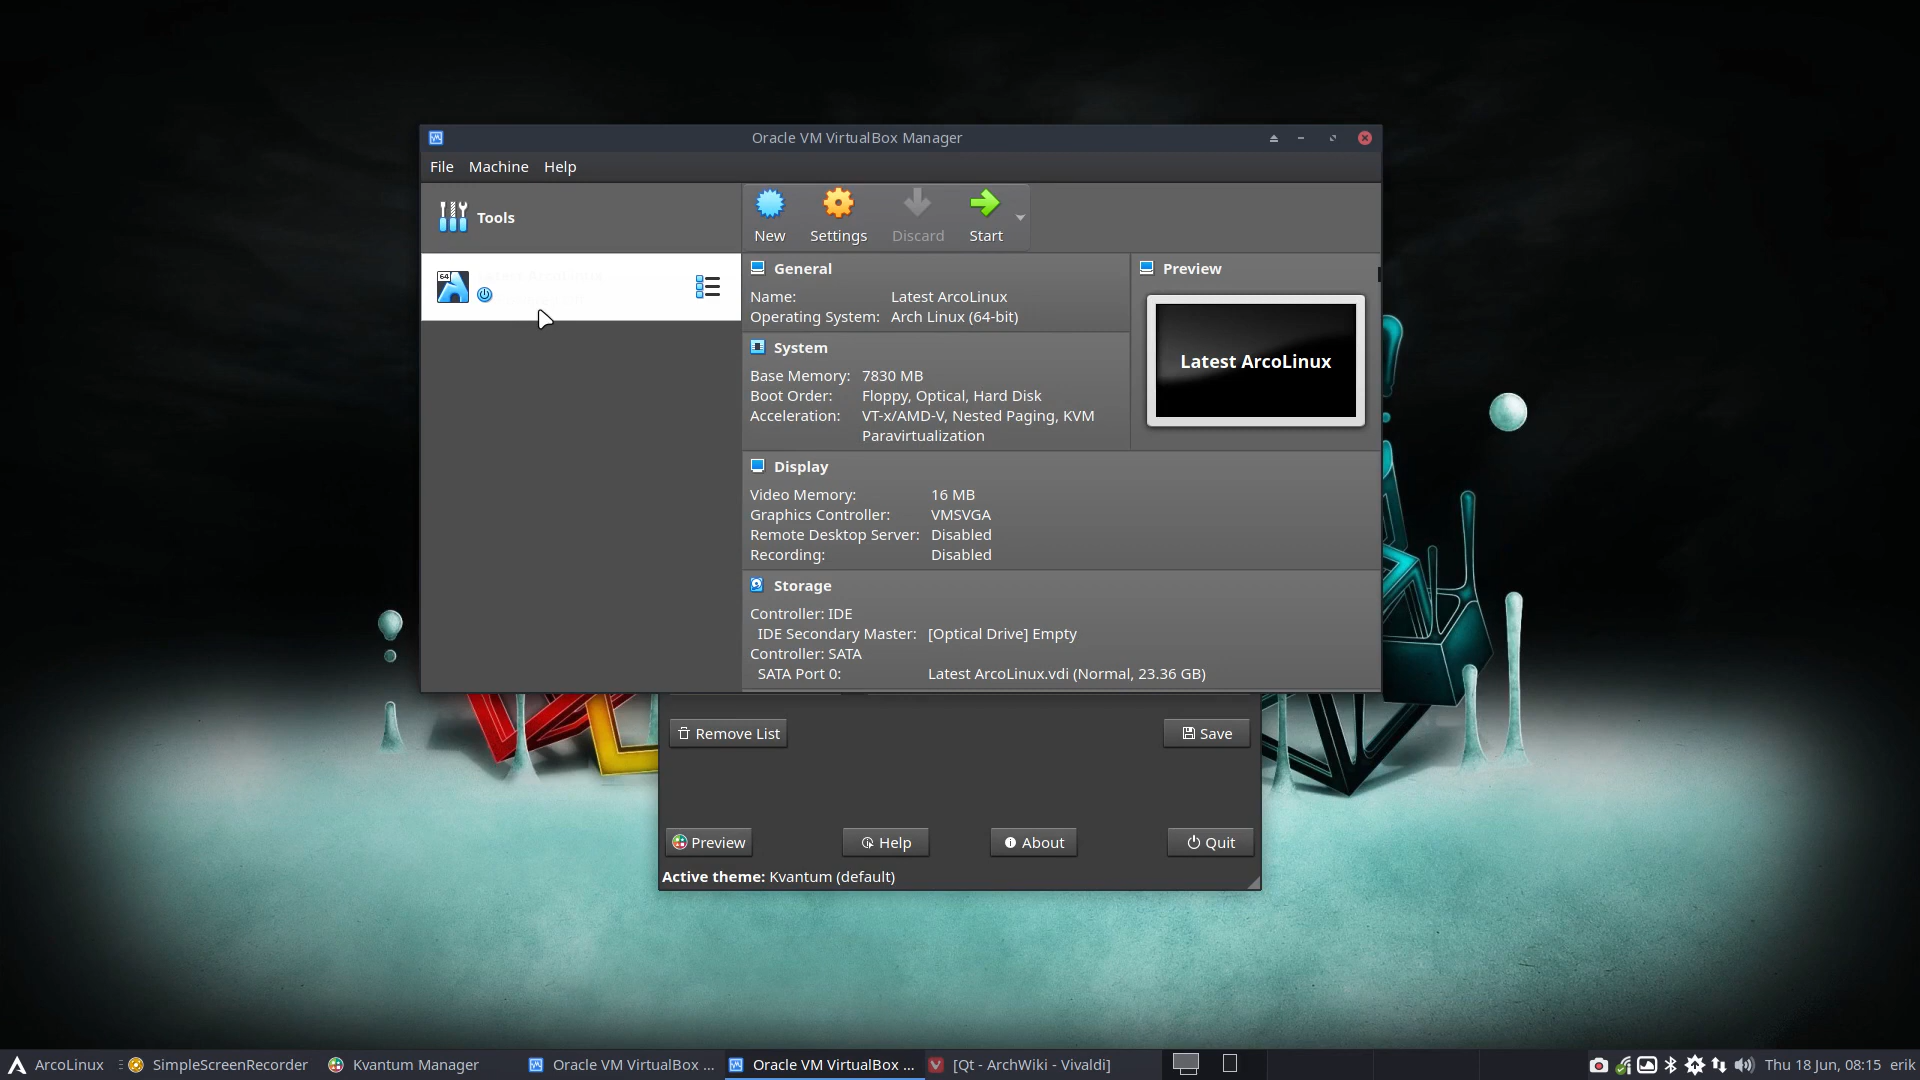 Oracle VM VirtualBox Manager
File Machine Help
Tools
New Settings Discard Start
64
General
Name: Latest ArcoLinux
Operating System: Arch Linux (64-bit)
Preview
Latest ArcoLinux
System
Base Memory: 7830 MB
Boot Order: Floppy, Optical, Hard Disk
Acceleration: VT-x/AMD-V, Nested Paging, KVM
Paravirtualization
Display
Video Memory: 16 MB
Graphics Controller: VMSVGA
Remote Desktop Server: Disabled
Recording: Disabled
Storage
Controller: IDE
IDE Secondary Master: [Optical Drive] Empty
Controller: SATA
SATA Port 0: Latest ArcoLinux.vdi (Normal, 23.36 GB)
Remove List Save
Preview Help About Quit
Active theme: Kvantum (default)
ArcoLinux SimpleScreenRecorder Kvantum Manager Oracle VM VirtualBox ... Oracle VM VirtualBox ... [Qt - ArchWiki - Vivaldi] Thu 18 Jun, 08:15 erik